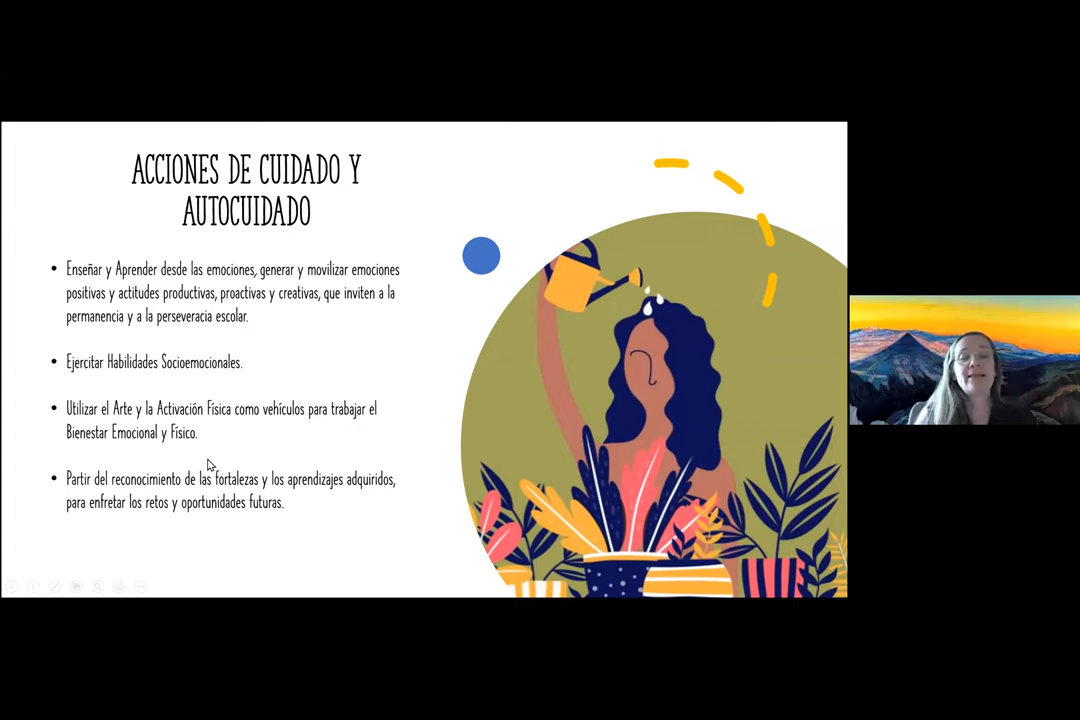 ACCIONES DE CUIDADO Y
AUTOCUIDADO
• Enseñar y Aprender desde las emociones, generar y movilizar emociones
positivas y actitudes productivas, proactivas y creativas, que inviten a la
permanencia y a la perseveracia escolar.
• Ejercitar Habilidades Socioemocionales.
• Utilizar el Arte y la Activación Física como vehículos para trabajar el
Bienestar Emocional y Físico.
• Partir del reconocimiento de las fortalezas y los aprendizajes adquiridos,
para enfretar los retos y oportunidades futuras.